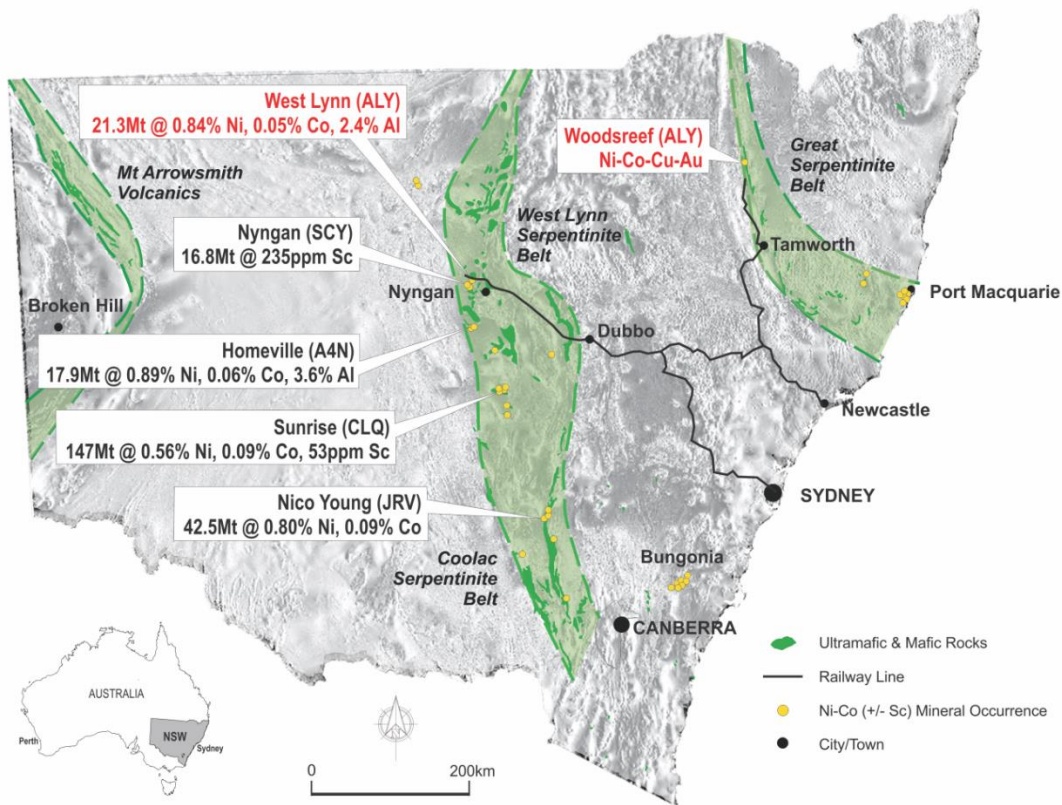 West Lynn (ALY)
21.3Mt @ 0.84% Ni, 0.05% Co, 2.4% Al
Woodsreef (ALY)
Ni-Co-Cu-Au
Great
Serpentinite
Belt
Mt Arrowsmith
Volcanics
West Lynn
Serpentinite
Belt
Nyngan (SCY)
16.8Mt @ 235ppm Sc
Tamworth
Nyngan
Port Macquarie
Broken Hill
Dubbo
Homeville (A4N)
17.9Mt @ 0.89% Ni, 0.06% Co, 3.6% Al
Newcastle
Sunrise (CLQ)
147Mt @ 0.56% Ni, 0.09% Co, 53ppm Sc
SYDNEY
Nico Young (JRV)
42.5Mt @ 0.80% Ni, 0.09% Co
Bungonia
Coolac
Serpentinite
Belt
CANBERRA
Ultramafic & Mafic Rocks
Railway Line
Ni-Co (+/- Sc) Mineral Occurrence
City/Town
AUSTRALIA
NSW
Perth
Sydney
0
200km